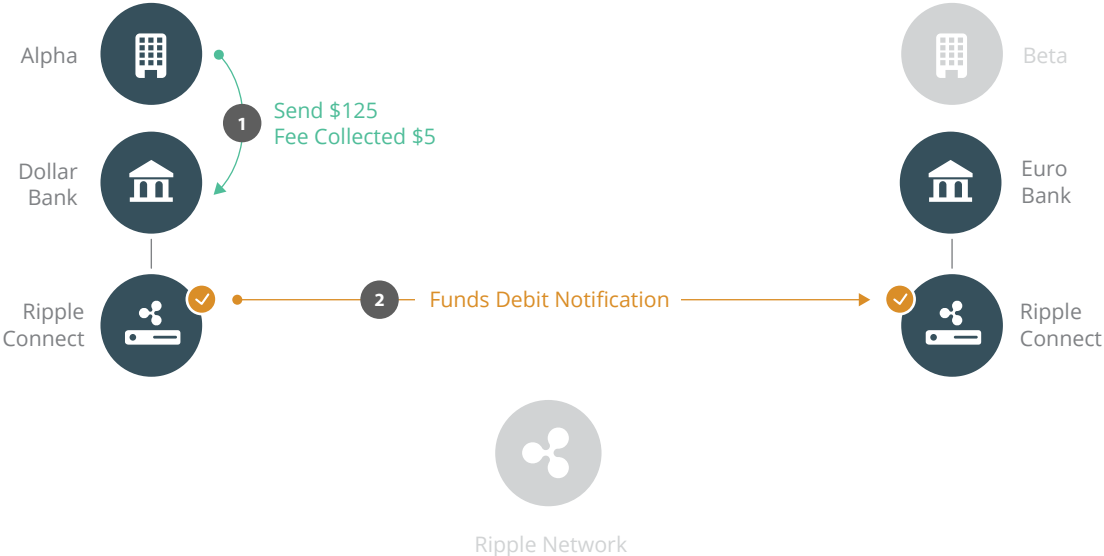 Alpha
Beta
1
Send $125
Fee Collected $5
Dollar
Bank
Euro
Bank
Ripple
Connect
2
Funds Debit Notification
Ripple
Connect
Ripple Network